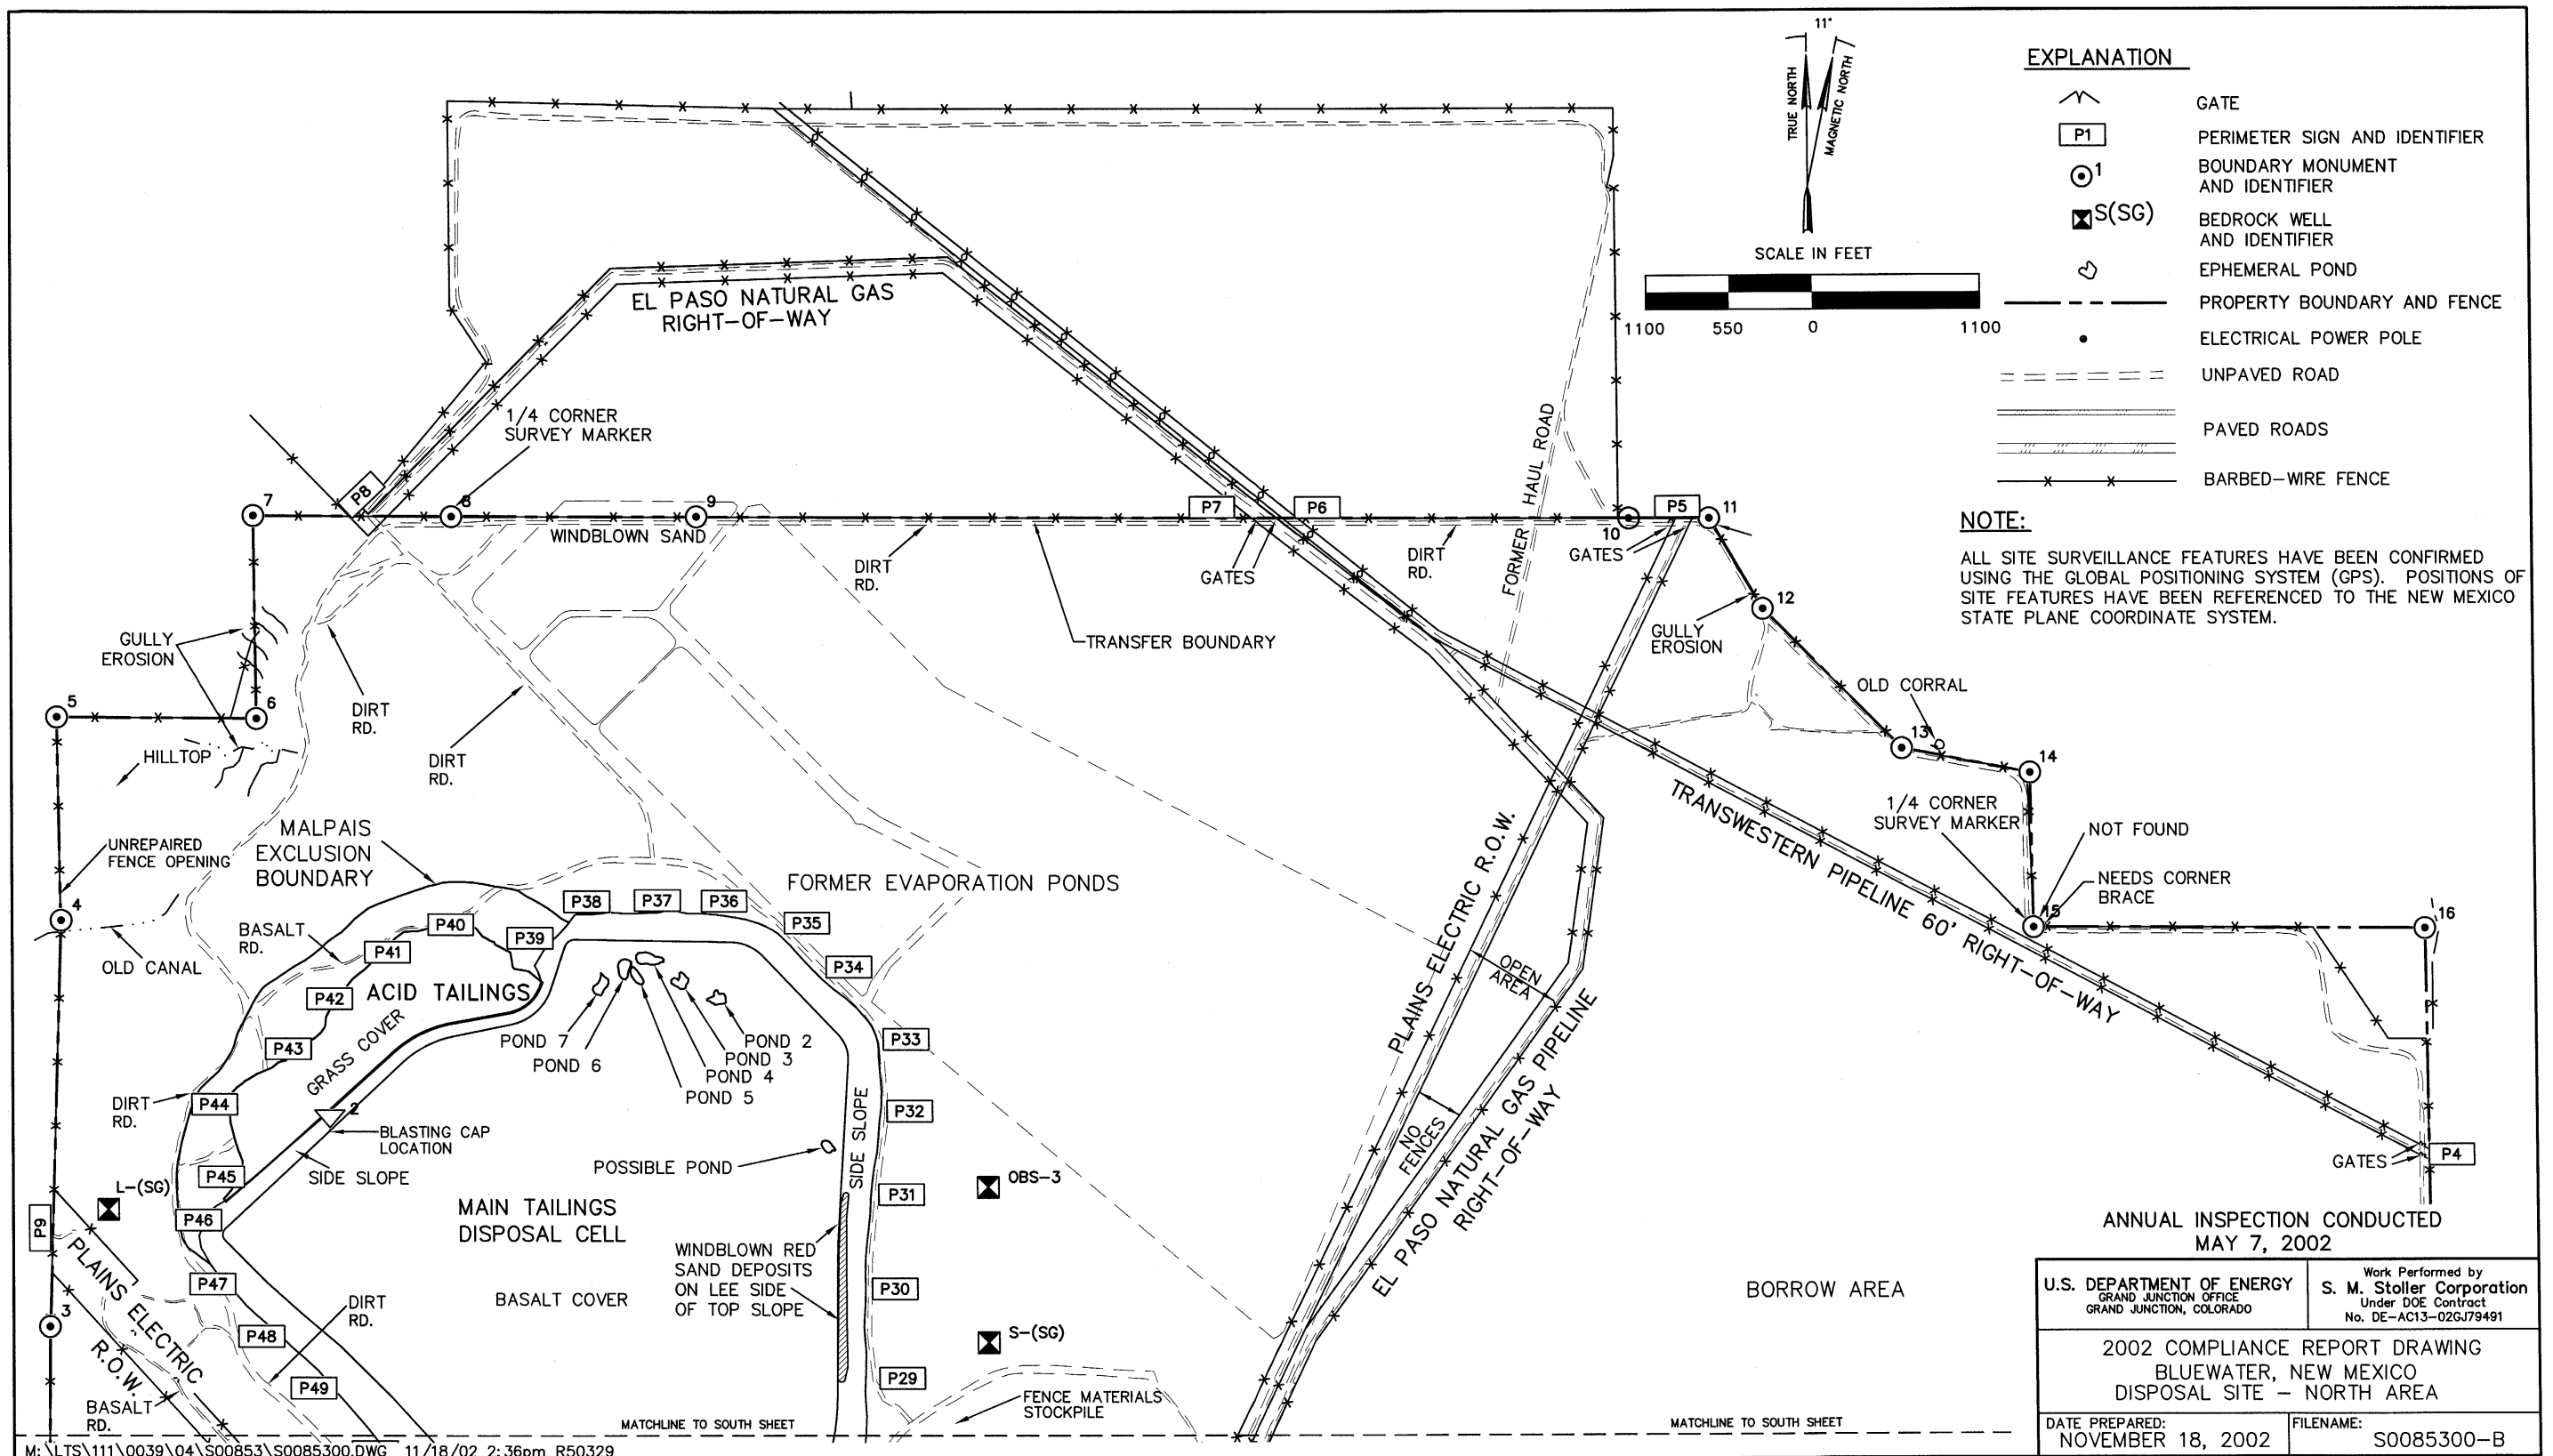 11°
TRUE NORTH
MAGNETIC NORTH
SCALE IN FEET
1100 550 0 1100
EXPLANATION
GATE
P1
PERIMETER SIGN AND IDENTIFIER
1
BOUNDARY MONUMENT
AND IDENTIFIER
S(SG)
BEDROCK WELL
AND IDENTIFIER
EPHEMERAL POND
PROPERTY BOUNDARY AND FENCE
ELECTRICAL POWER POLE
UNPAVED ROAD
PAVED ROADS
BARBED-WIRE FENCE
NOTE:
ALL SITE SURVEILLANCE FEATURES HAVE BEEN CONFIRMED
USING THE GLOBAL POSITIONING SYSTEM (GPS). POSITIONS OF
SITE FEATURES HAVE BEEN REFERENCED TO THE NEW MEXICO
STATE PLANE COORDINATE SYSTEM.
EL PASO NATURAL GAS
RIGHT-OF-WAY
1/4 CORNER
SURVEY MARKER
P8
7
8
9
WINDBLOWN SAND
P7
P6
P5
10
11
DIRT
RD.
GATES
DIRT
RD.
FORMER HAUL ROAD
GATES
TRANSFER BOUNDARY
12
GULLY
EROSION
GULLY
EROSION
5
6
DIRT
RD.
DIRT
RD.
HILLTOP
OLD CORRAL
13
14
1/4 CORNER
SURVEY MARKER
NOT FOUND
NEEDS CORNER
BRACE
15
16
TRANSWESTERN PIPELINE 60' RIGHT-OF-WAY
UNREPAIRED
FENCE OPENING
MALPAIS
EXCLUSION
BOUNDARY
FORMER EVAPORATION PONDS
4
OLD CANAL
BASALT
RD.
P38
P37
P36
P35
P34
P33
P32
P31
P30
P29
P39
P40
P41
P42
P43
P44
P45
P46
P47
P48
P49
ACID TAILINGS
GRASS COVER
POND 7
POND 6
POND 2
POND 3
POND 4
POND 5
DIRT
RD.
2
BLASTING CAP
LOCATION
SIDE SLOPE
POSSIBLE POND
SIDE SLOPE
L-(SG)
P9
3
PLAINS ELECTRIC
R.O.W.
BASALT
RD.
DIRT
RD.
MAIN TAILINGS
DISPOSAL CELL
BASALT COVER
WINDBLOWN RED
SAND DEPOSITS
ON LEE SIDE
OF TOP SLOPE
OBS-3
S-(SG)
FENCE MATERIALS
STOCKPILE
PLAINS ELECTRIC R.O.W.
OPEN
AREA
NO
FENCES
EL PASO NATURAL GAS PIPELINE
RIGHT-OF-WAY
BORROW AREA
GATES
P4
MATCHLINE TO SOUTH SHEET
MATCHLINE TO SOUTH SHEET
ANNUAL INSPECTION CONDUCTED
MAY 7, 2002
U.S. DEPARTMENT OF ENERGY
GRAND JUNCTION OFFICE
GRAND JUNCTION, COLORADO
Work Performed by
S. M. Stoller Corporation
Under DOE Contract
No. DE-AC13-02GJ79491
2002 COMPLIANCE REPORT DRAWING
BLUEWATER, NEW MEXICO
DISPOSAL SITE - NORTH AREA
DATE PREPARED:
NOVEMBER 18, 2002
FILENAME:
S0085300-B
M:\LTS\111\0039\04\S00853\S0085300.DWG 11/18/02 2:36pm R50329